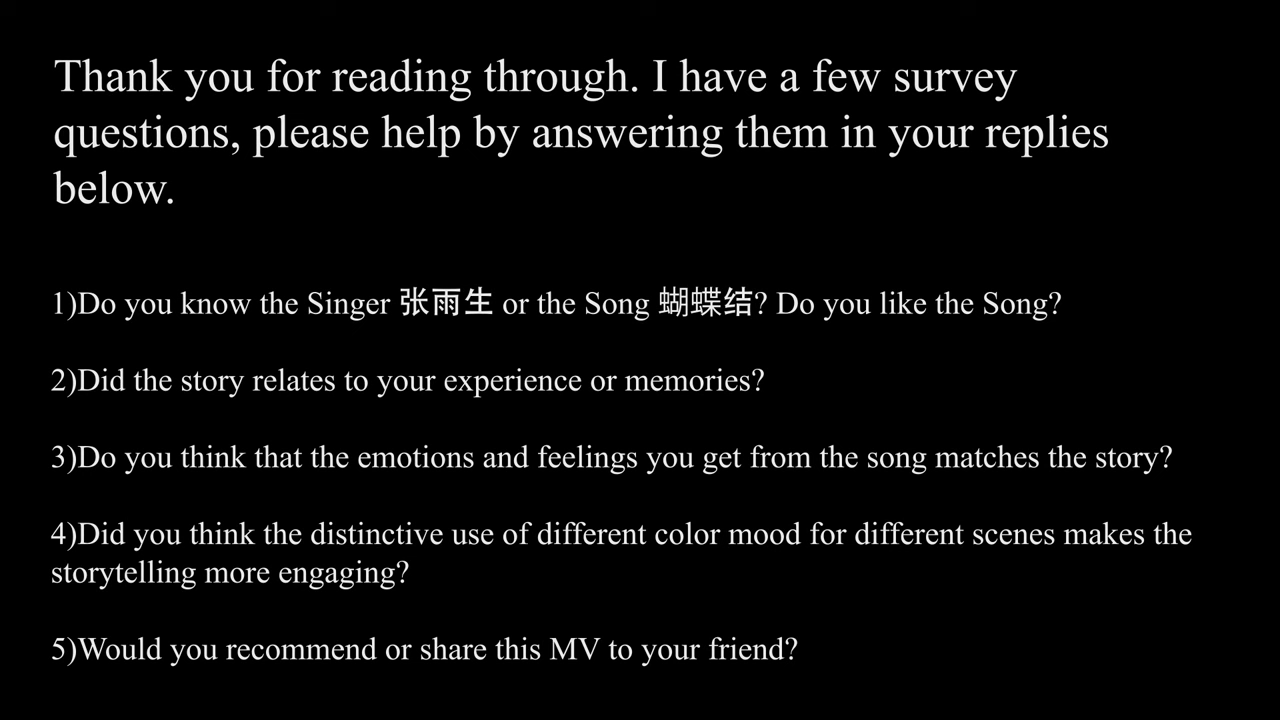 Thank you for reading through. I have a few survey
questions, please help by answering them in your replies
below.
1)Do you know the Singer 张雨生 or the Song 蝴蝶结? Do you like the Song?
2)Did the story relates to your experience or memories?
3)Do you think that the emotions and feelings you get from the song matches the story?
4)Did you think the distinctive use of different color mood for different scenes makes the
storytelling more engaging?
5)Would you recommend or share this MV to your friend?